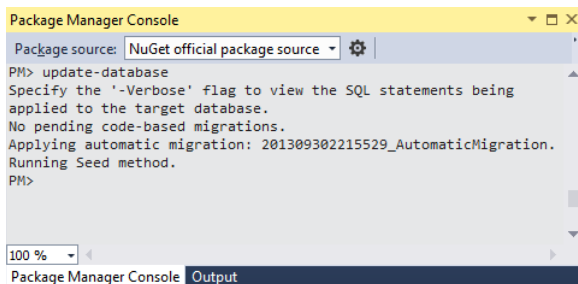 Package Manager Console
Package source: NuGet official package source
PM> update-database
Specify the '-Verbose' flag to view the SQL statements being
applied to the target database.
No pending code-based migrations.
Applying automatic migration: 201309302215529_AutomaticMigration.
Running Seed method.
PM>
100 %
Package Manager Console Output